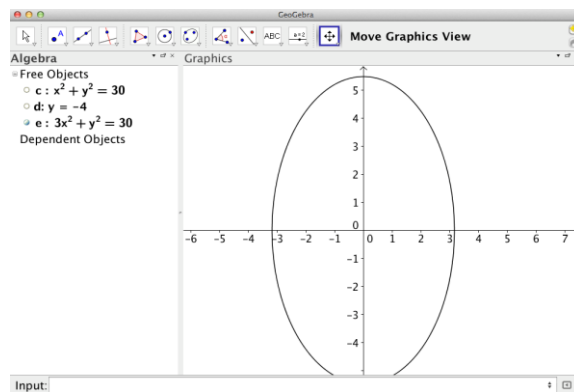 GeoGebra
A
ABC
a=2
Move Graphics View
Algebra
Graphics
Free Objects
c : x² + y² = 30
d: y = −4
e : 3x² + y² = 30
Dependent Objects
5
4
3
2
1
0
−6 −5 −4 −3 −2 −1 0 1 2 3 4 5 6 7
−1
−2
−3
−4
Input: